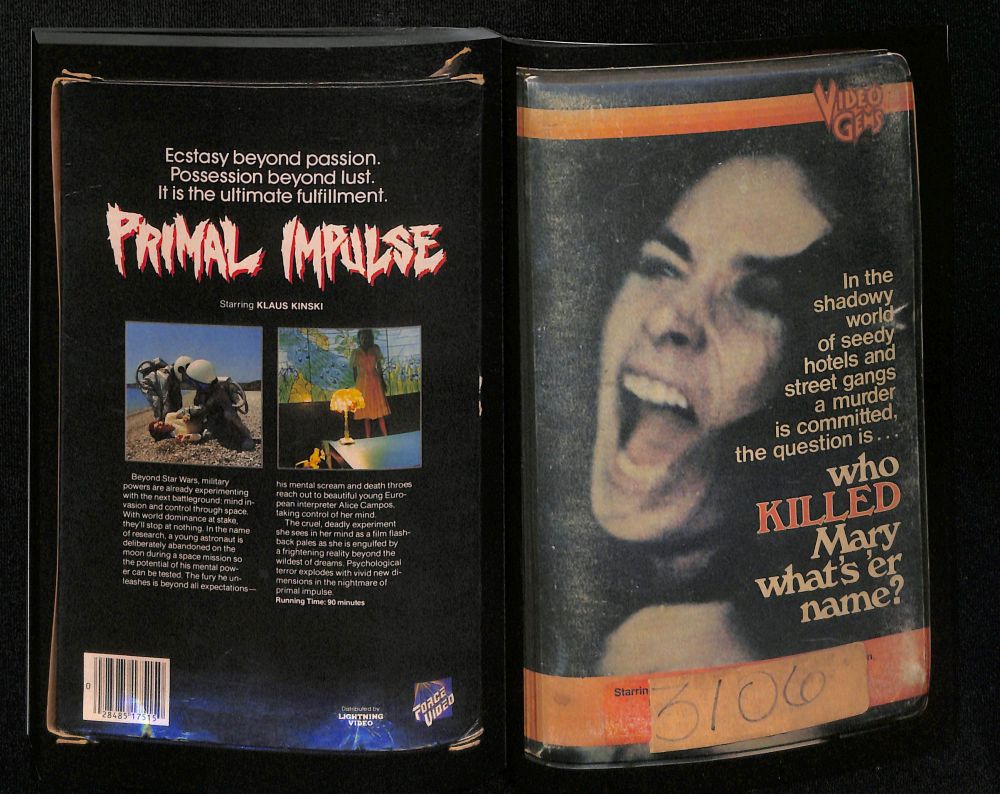 Ecstasy beyond passion.
Possession beyond lust.
It is the ultimate fulfillment.
PRIMAL IMPULSE
Starring KLAUS KINSKI
Beyond Star Wars, military
powers are already experimenting
with the next battleground: mind in-
vasion and control through space.
With world dominance at stake,
they'll stop at nothing. In the name
of research, a young astronaut is
deliberately abandoned on the
moon during a space mission so
the potential of his mental pow-
er can be tested. The fury he un-
leashes is beyond all expectations—
his mental scream and death throes
reach out to beautiful young Euro-
pean interpreter Alice Campos,
taking control of her mind.
The cruel, deadly experiment
she sees in her mind as a film flash-
back pales as she is engulfed by
a frightening reality beyond the
wildest of dreams. Psychological
terror explodes with vivid new di-
mensions in the nightmare of
primal impulse.
Running Time: 90 minutes
0
28485 17515
Distributed by
LIGHTNING
VIDEO
FORCE
VIDEO
VIDEO
GEMS
In the
shadowy
world
of seedy
hotels and
street gangs
a murder
is committed,
the question is...
who
KILLED
Mary
what's 'er
name?
Starrin
n.
3106